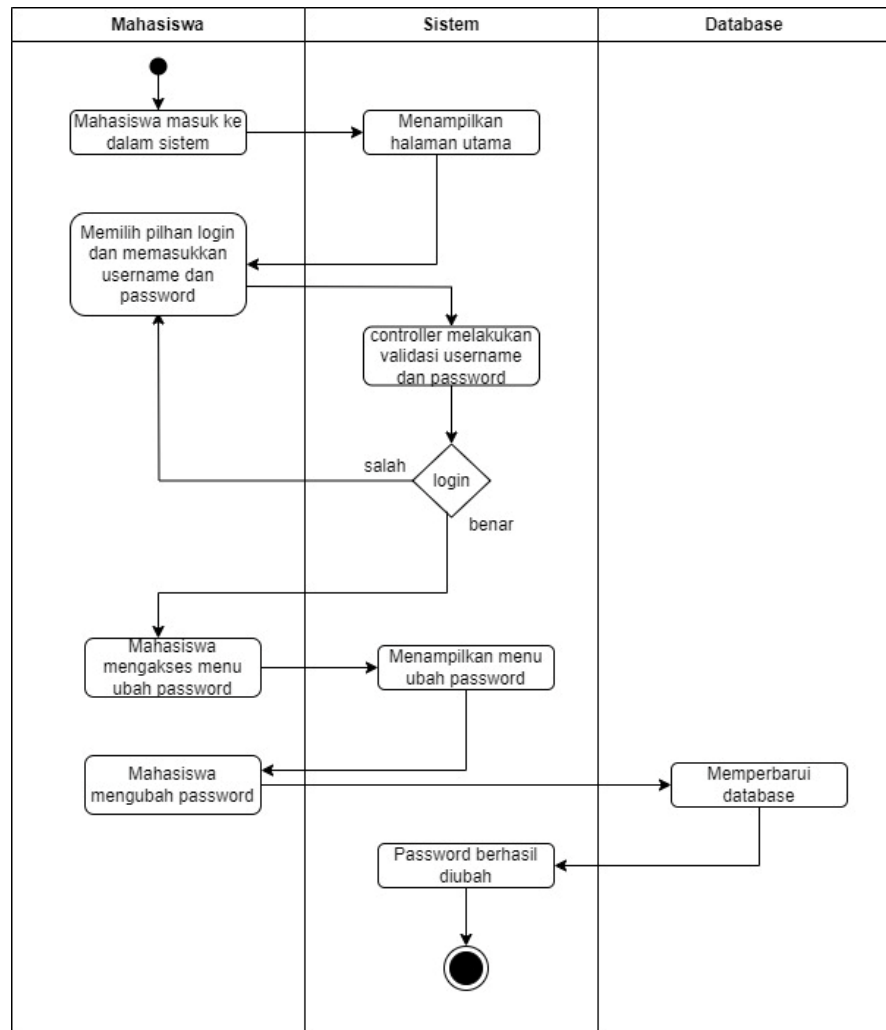 Mahasiswa
Sistem
Database
Mahasiswa masuk ke
dalam sistem
Menampilkan
halaman utama
Memilih pilhan login
dan memasukkan
username dan
password
controller melakukan
validasi username
dan password
salah
login
benar
Mahasiswa
mengakses menu
ubah password
Menampilkan menu
ubah password
Mahasiswa
mengubah password
Memperbarui
database
Password berhasil
diubah